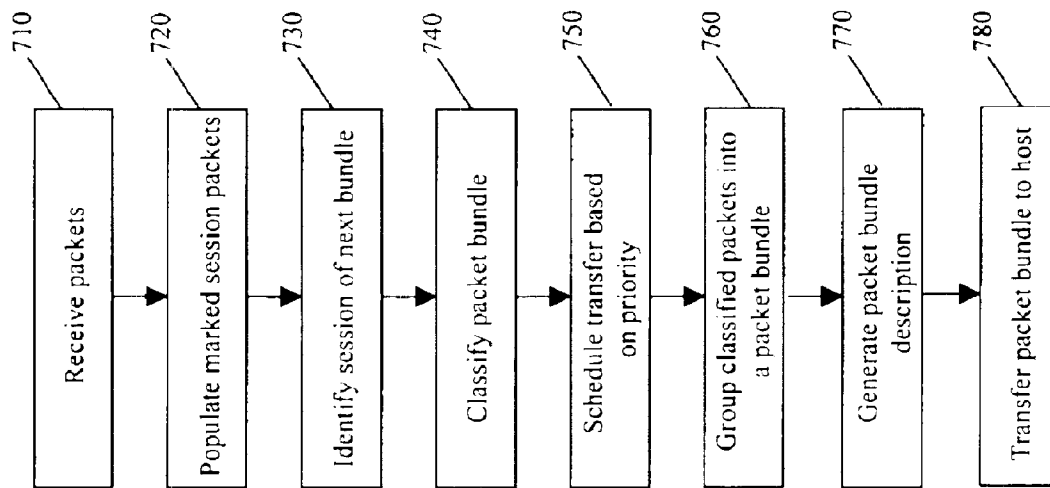 710
Receive packets
720
Populate marked session packets
730
Identify session of next bundle
740
Classify packet bundle
750
Schedule transfer based
on priority
760
Group classified packets into
a packet bundle
770
Generate packet bundle
description
780
Transfer packet bundle to host